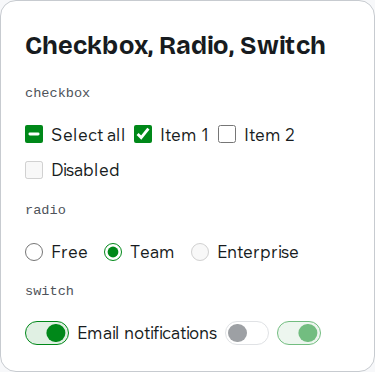 Checkbox, Radio, Switch
checkbox
Select all Item 1 Item 2
Disabled
radio
Free Team Enterprise
switch
Email notifications